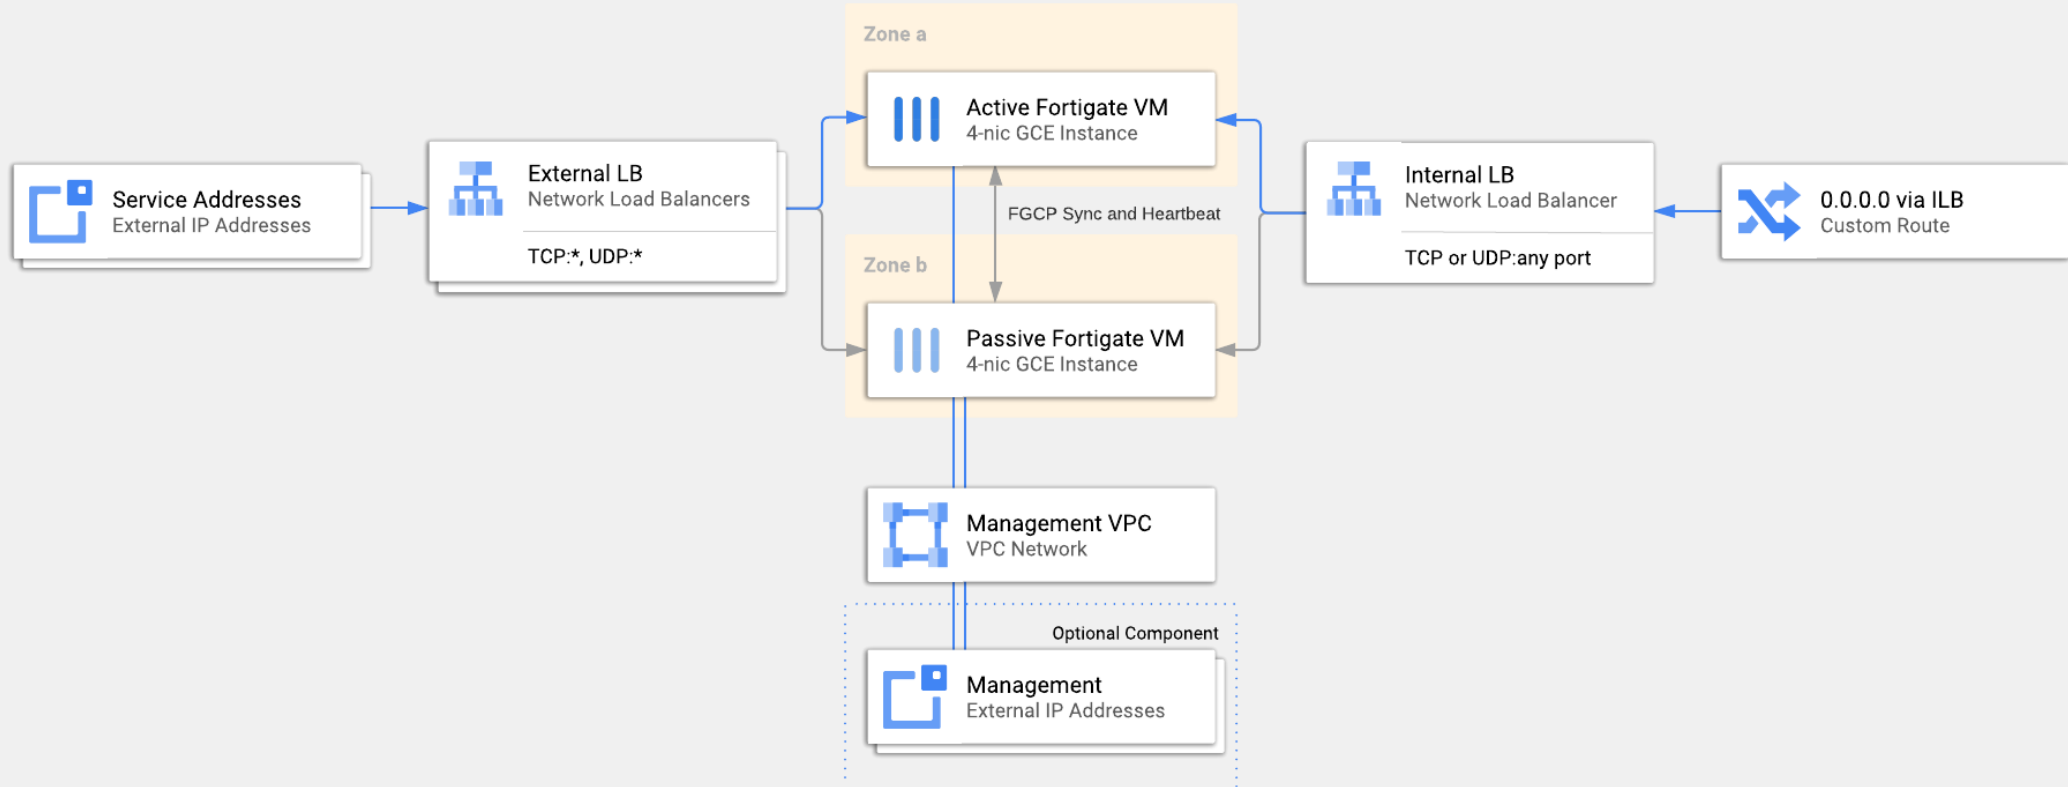 Zone a
Active Fortigate VM
4-nic GCE Instance
Service Addresses
External IP Addresses
External LB
Network Load Balancers
TCP:*, UDP:*
FGCP Sync and Heartbeat
Internal LB
Network Load Balancer
TCP or UDP:any port
0.0.0.0 via ILB
Custom Route
Zone b
Passive Fortigate VM
4-nic GCE Instance
Management VPC
VPC Network
Optional Component
Management
External IP Addresses